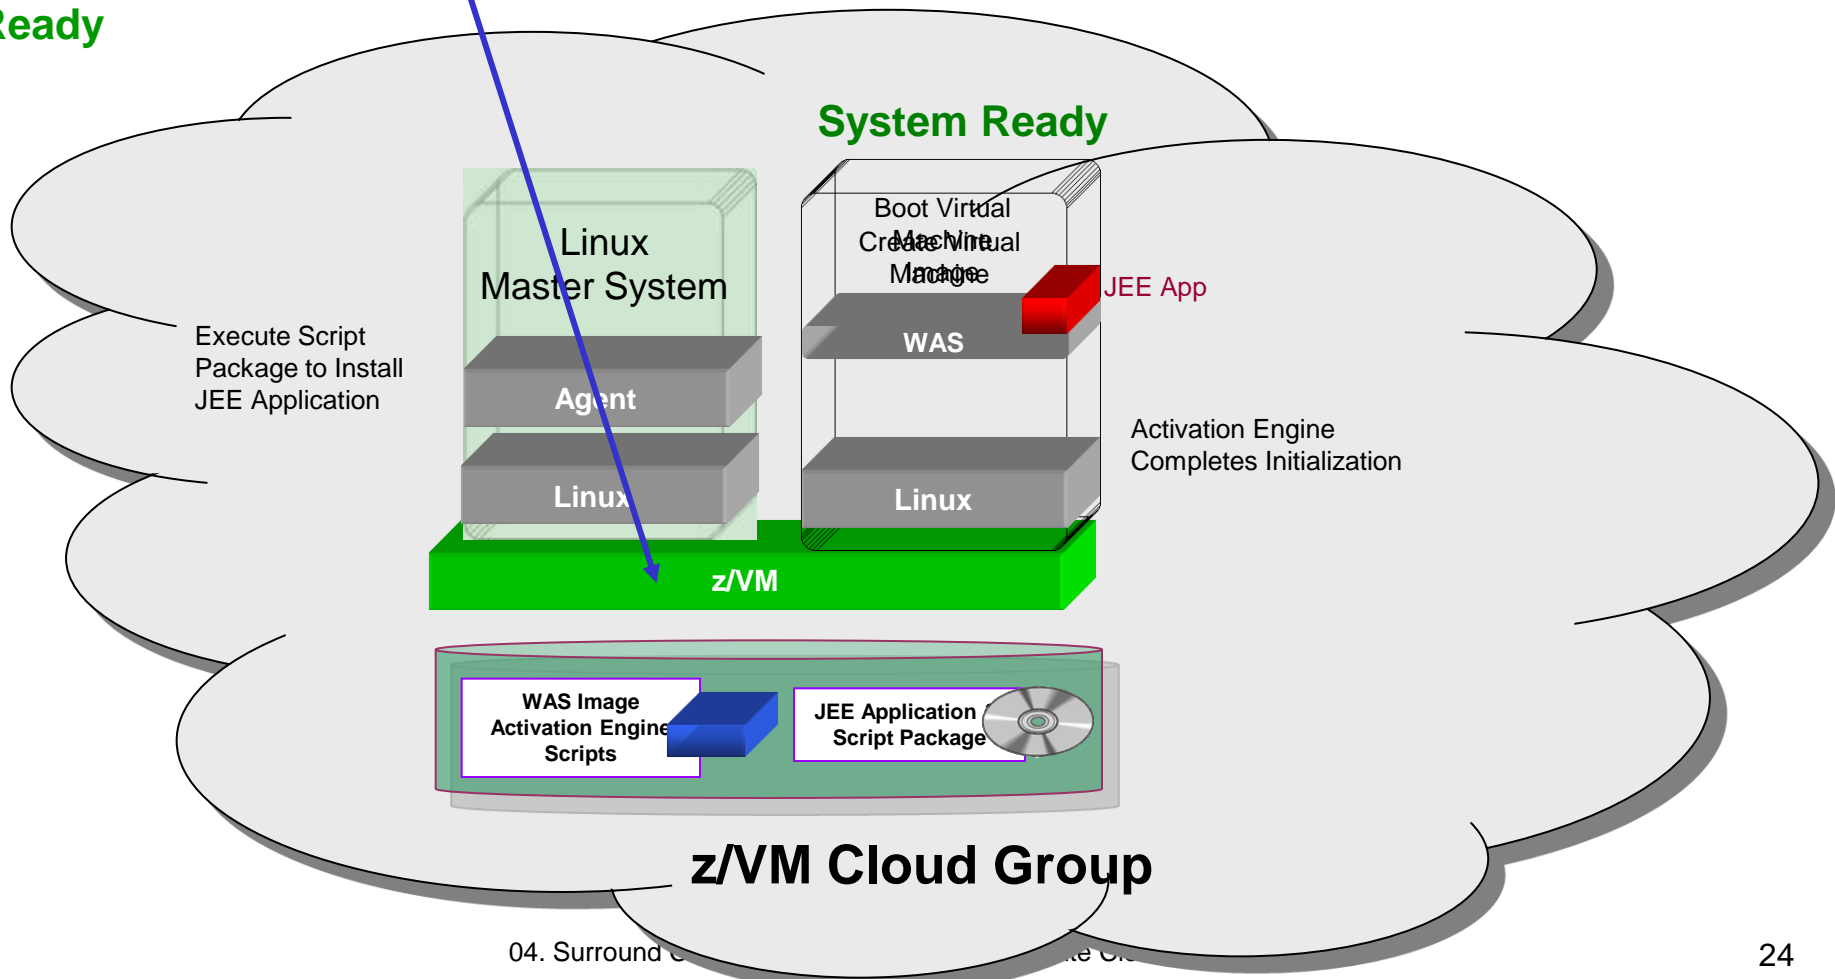 Ready
System Ready
Linux
Master System
Boot Virtual
Machine
Image
Create Virtual
Machine
JEE App
WAS
Execute Script
Package to Install
JEE Application
Agent
Activation Engine
Completes Initialization
Linux
Linux
z/VM
WAS Image
Activation Engine
Scripts
JEE Application
Script Package
z/VM Cloud Group
04. Surround
24